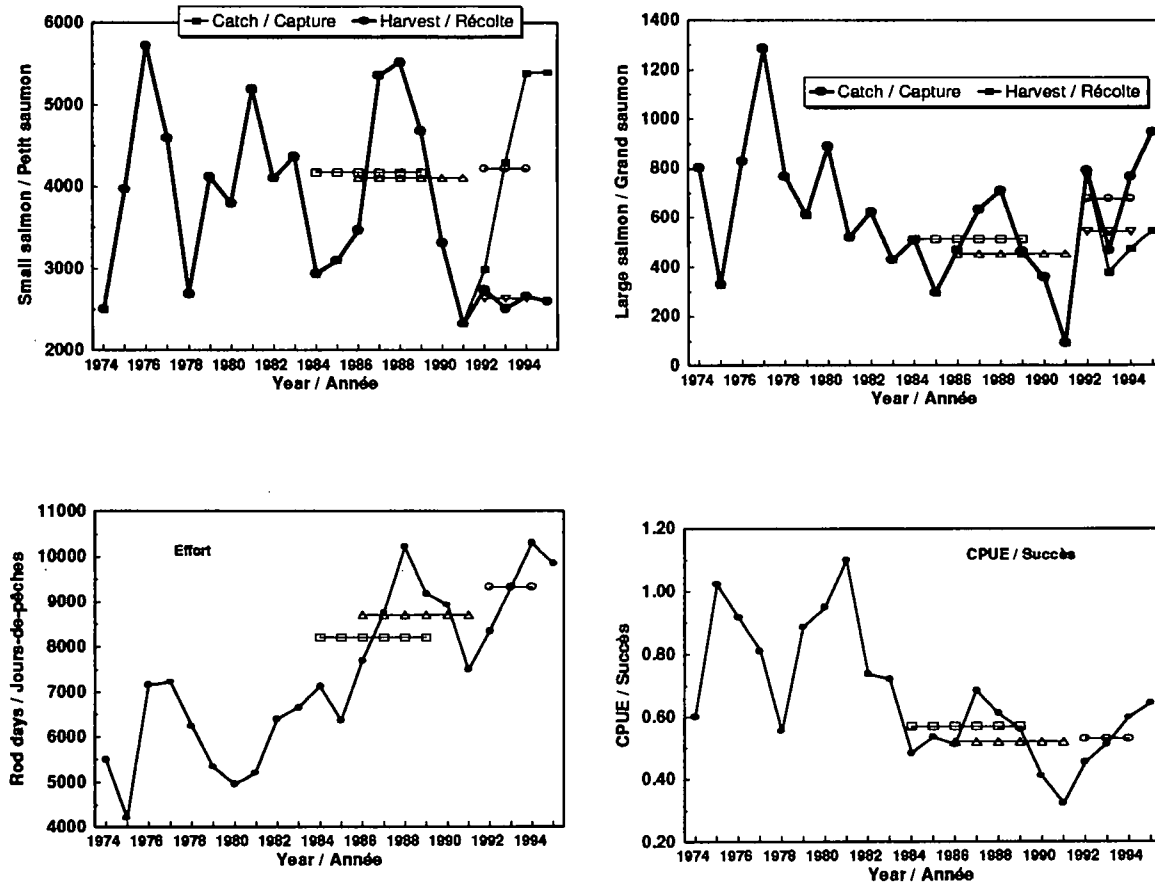 Catch / Capture Harvest / Récolte
Small salmon / Petit saumon
6000
5000
4000
3000
2000
1974 1976 1978 1980 1982 1984 1986 1988 1990 1992 1994
Year / Année
Catch / Capture Harvest / Récolte
Large salmon / Grand saumon
1400
1200
1000
800
600
400
200
0
1974 1976 1978 1980 1982 1984 1986 1988 1990 1992 1994
Year / Année
Effort
Rod days / Jours-de-pêches
11000
10000
9000
8000
7000
6000
5000
4000
1974 1976 1978 1980 1982 1984 1986 1988 1990 1992 1994
Year / Année
CPUE / Succès
CPUE / Succès
1.20
1.00
0.80
0.60
0.40
0.20
1974 1976 1978 1980 1982 1984 1986 1988 1990 1992 1994
Year / Année